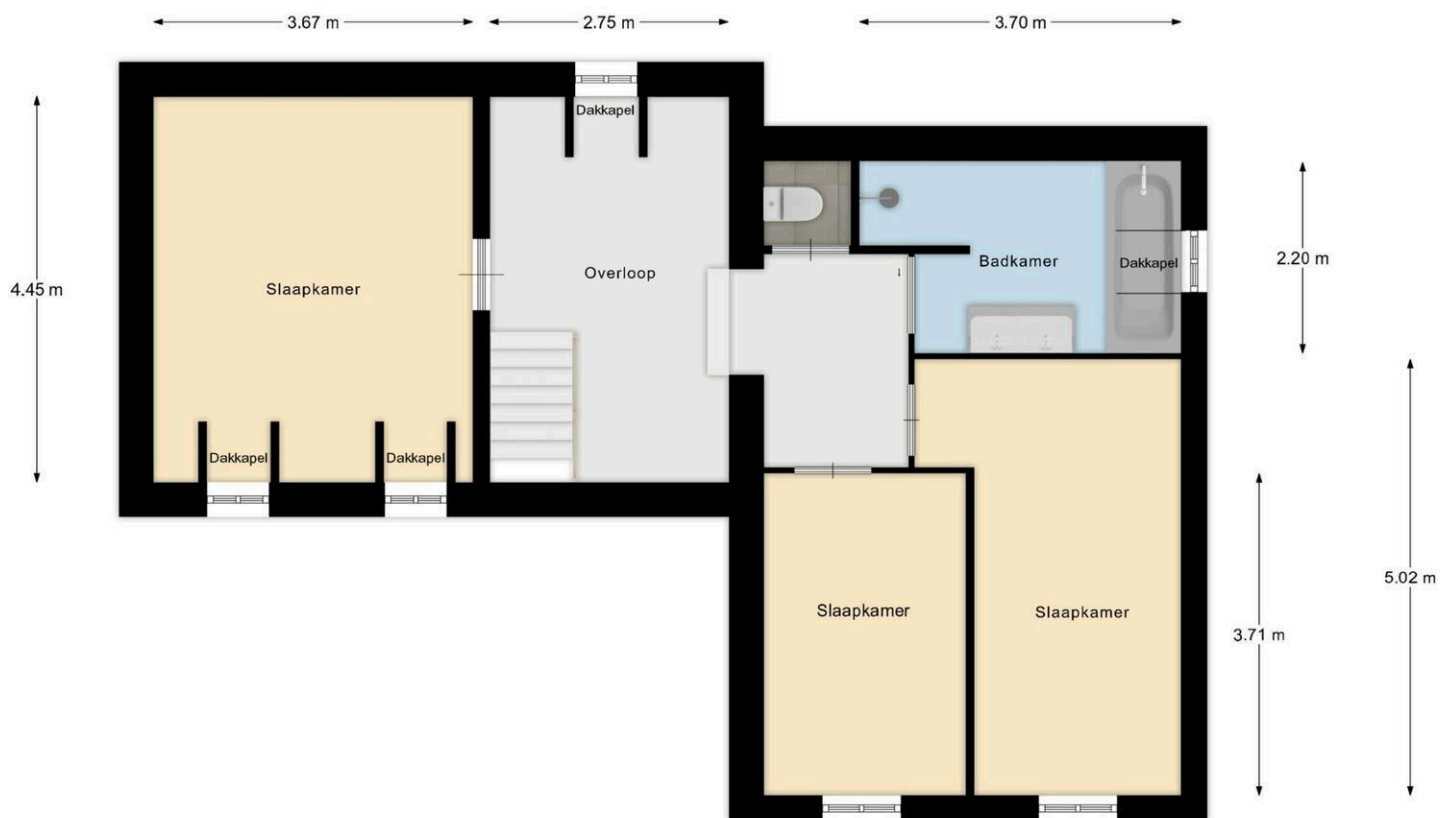 3.67 m
2.75 m
3.70 m
Dakkapel
4.45 m
Slaapkamer
Overloop
Badkamer
Dakkapel
2.20 m
Dakkapel
Dakkapel
5.02 m
Slaapkamer
Slaapkamer
3.71 m